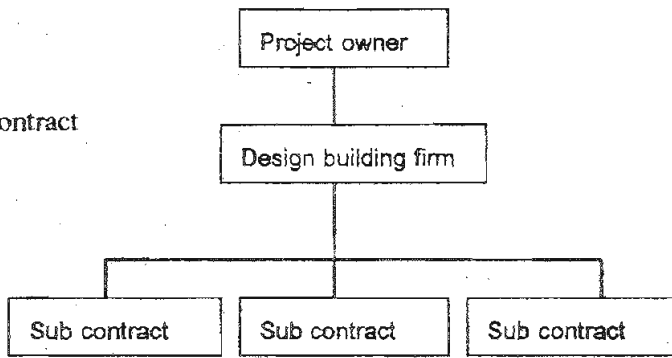 Project owner
ontract
Design building firm
Sub contract
Sub contract
Sub contract